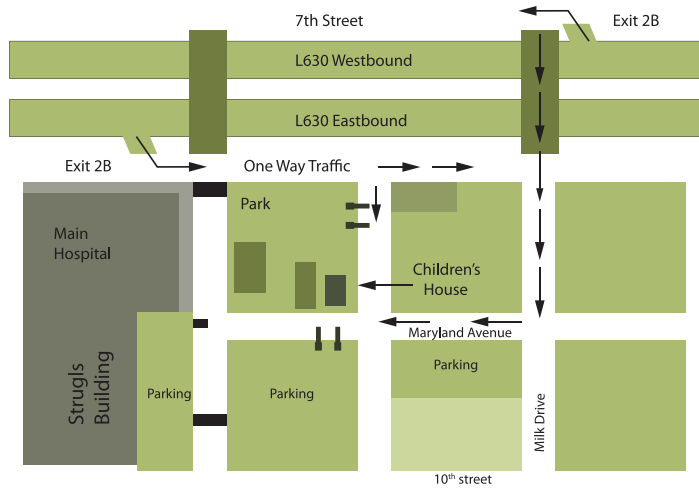 7th Street
Exit 2B
L630 Westbound
L630 Eastbound
Exit 2B
One Way Traffic
Park
Main
Hospital
Children's
House
Maryland Avenue
Strugls
Building
Parking
Parking
Parking
Milk Drive
10th street